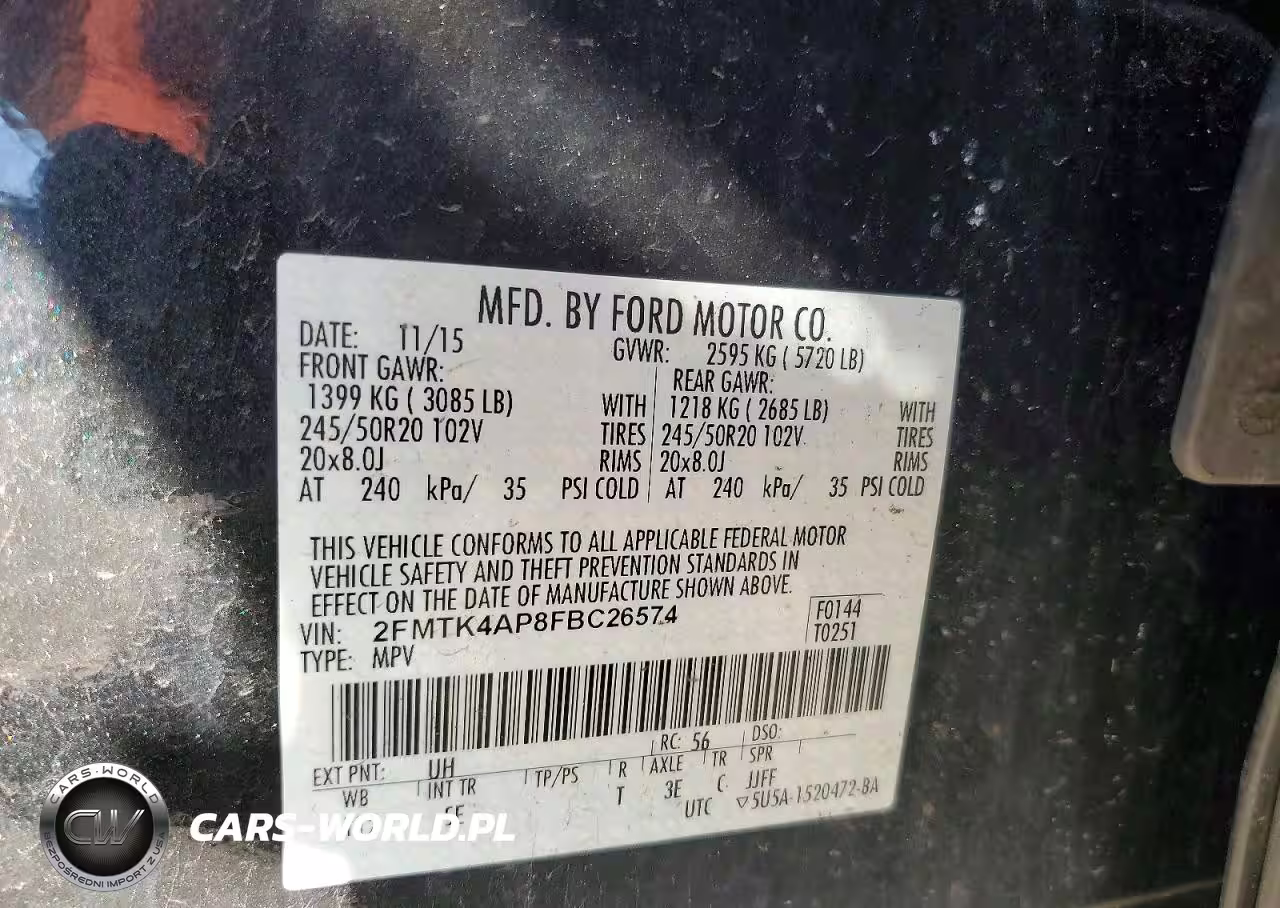 MFD. BY FORD MOTOR CO.
DATE: 11/15 GVWR: 2595 KG ( 5720 LB)
FRONT GAWR: REAR GAWR:
1399 KG ( 3085 LB) WITH 1218 KG ( 2685 LB) WITH
245/50R20 102V TIRES 245/50R20 102V TIRES
20x8.0J RIMS 20x8.0J RIMS
AT 240 kPa/ 35 PSI COLD AT 240 kPa/ 35 PSI COLD
THIS VEHICLE CONFORMS TO ALL APPLICABLE FEDERAL MOTOR
VEHICLE SAFETY AND THEFT PREVENTION STANDARDS IN
EFFECT ON THE DATE OF MANUFACTURE SHOWN ABOVE.
VIN: 2FMTK4AP8FBC26574 F0144
TYPE: MPV T0251
EXT PNT: UH RC: 56 DSO:
WB INT TR TP/PS R AXLE TR SPR
T 3E C JJFF
UTC ▽5U5A-1520472-BA
CARS-WORLD
CW
BEZPOŚREDNI IMPORT Z USA
CARS-WORLD.PL